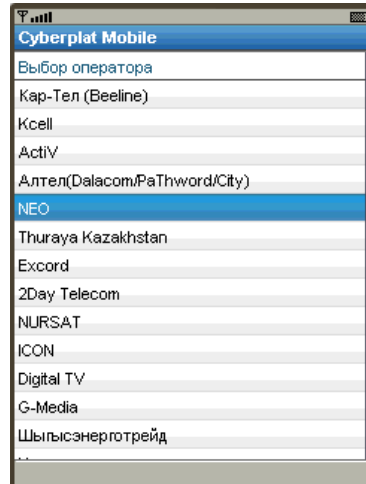 Cyberplat Mobile
Выбор оператора
Кар-Тел (Beeline)
Kcell
ActiV
Алтел(Dalacom/PaThword/City)
NEO
Thuraya Kazakhstan
Excord
2Day Telecom
NURSAT
ICON
Digital TV
G-Media
Шыгысэнерготрейд